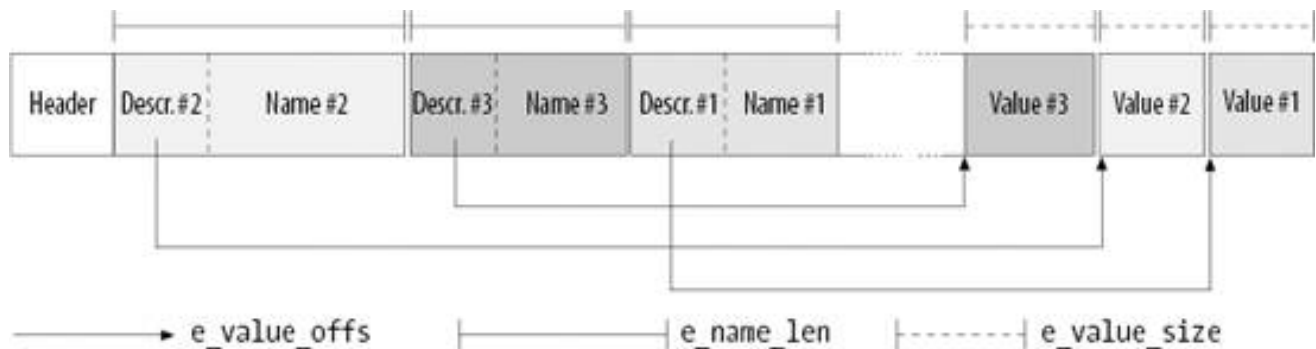 Header Descr. #2 Name #2 Descr. #3 Name #3 Descr. #1 Name #1 Value #3 Value #2 Value #1
e_value_offs e_name_len e_value_size